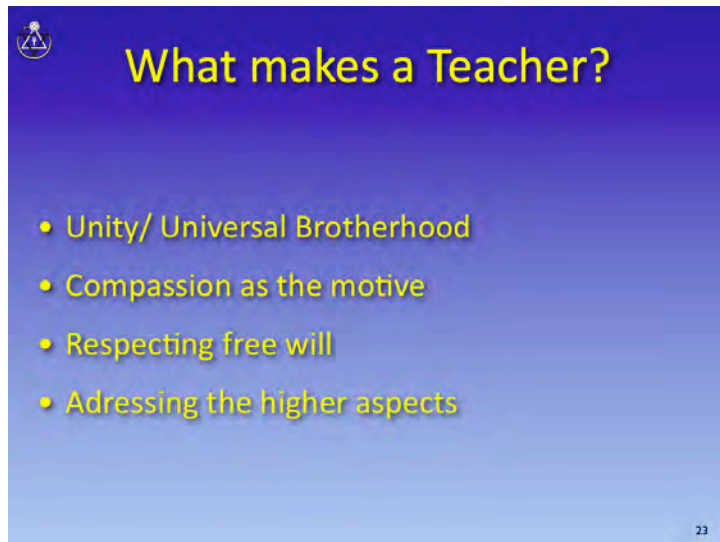 What makes a Teacher?
• Unity/ Universal Brotherhood
• Compassion as the motive
• Respecting free will
• Adressing the higher aspects
23